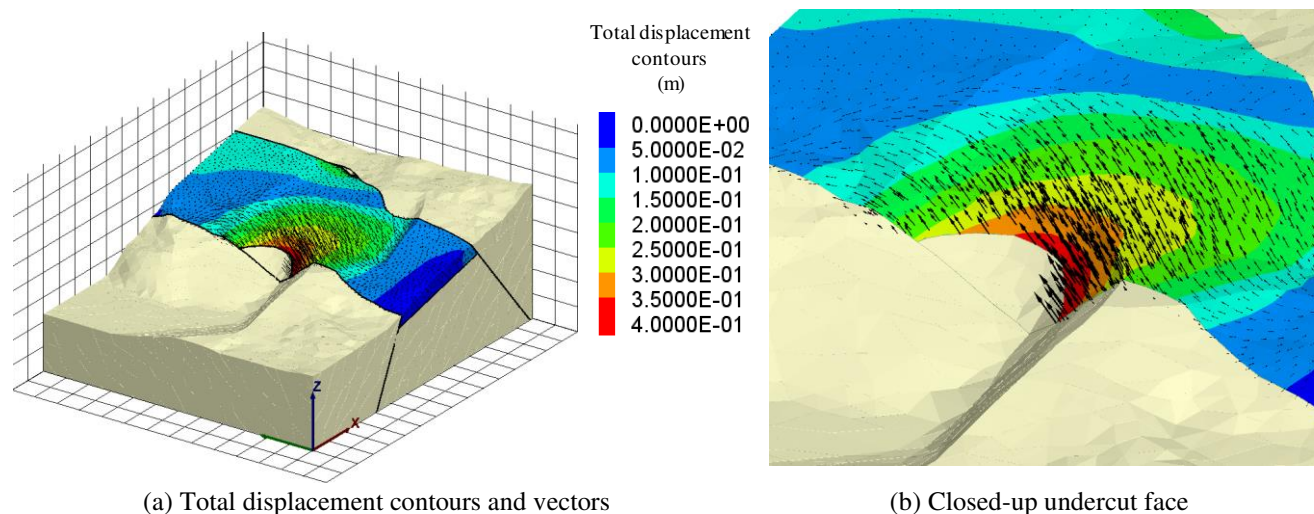 Total displacement
contours
(m)
0.0000E+00
5.0000E-02
1.0000E-01
1.5000E-01
2.0000E-01
2.5000E-01
3.0000E-01
3.5000E-01
4.0000E-01
Z
X
(a) Total displacement contours and vectors
(b) Closed-up undercut face